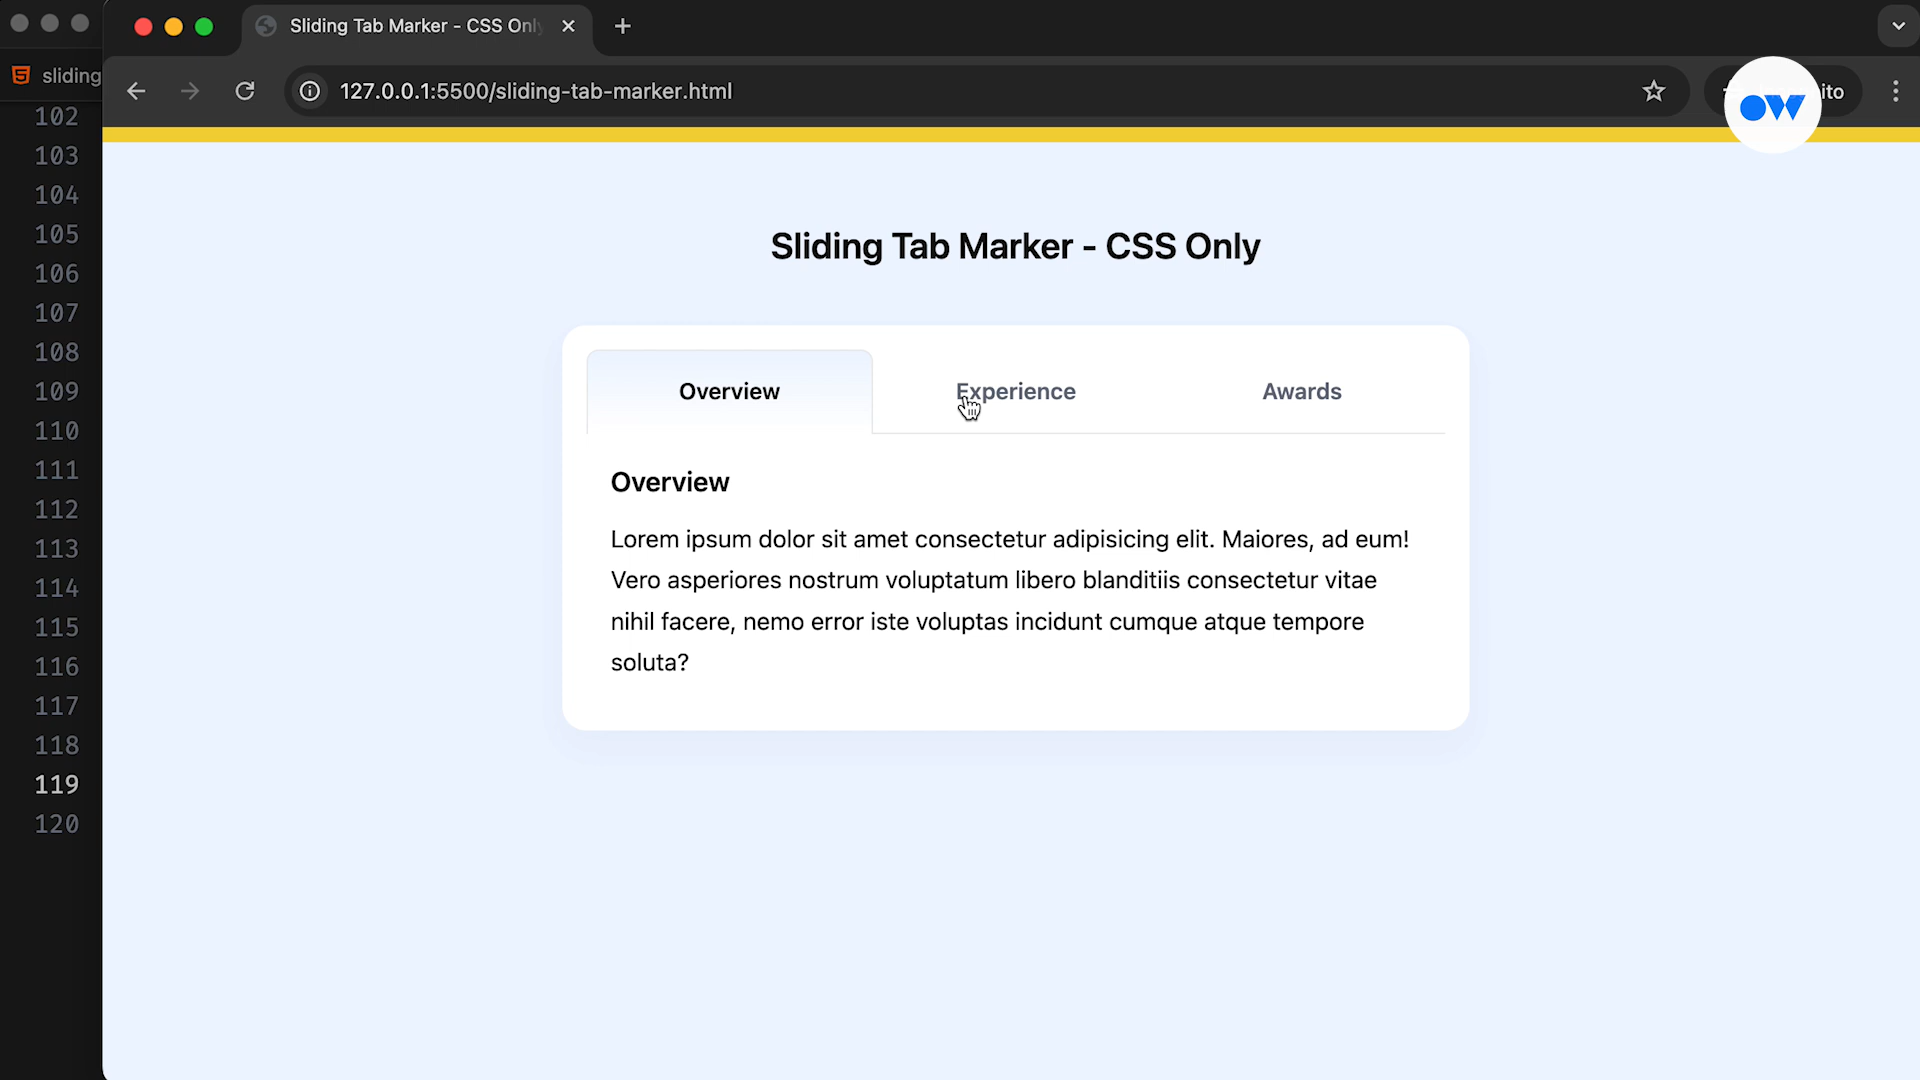 Sliding Tab Marker - CSS Onl
sliding
127.0.0.1:5500/sliding-tab-marker.html
ito
OW
102
103
104
105
106
107
108
109
110
111
112
113
114
115
116
117
118
119
120
Sliding Tab Marker - CSS Only
Overview
Experience
Awards
Overview
Lorem ipsum dolor sit amet consectetur adipisicing elit. Maiores, ad eum!
Vero asperiores nostrum voluptatum libero blanditiis consectetur vitae
nihil facere, nemo error iste voluptas incidunt cumque atque tempore
soluta?